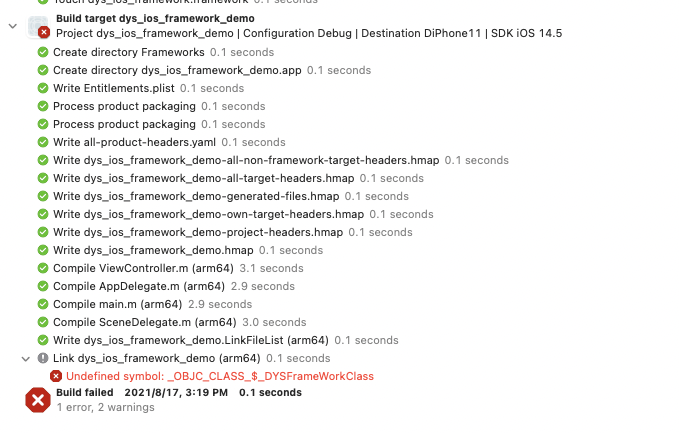 Touch dys_ios_framework.framework 0.1 seconds
Build target dys_ios_framework_demo
Project dys_ios_framework_demo | Configuration Debug | Destination DiPhone11 | SDK iOS 14.5
Create directory Frameworks 0.1 seconds
Create directory dys_ios_framework_demo.app 0.1 seconds
Write Entitlements.plist 0.1 seconds
Process product packaging 0.1 seconds
Process product packaging 0.1 seconds
Write all-product-headers.yaml 0.1 seconds
Write dys_ios_framework_demo-all-non-framework-target-headers.hmap 0.1 seconds
Write dys_ios_framework_demo-all-target-headers.hmap 0.1 seconds
Write dys_ios_framework_demo-generated-files.hmap 0.1 seconds
Write dys_ios_framework_demo-own-target-headers.hmap 0.1 seconds
Write dys_ios_framework_demo-project-headers.hmap 0.1 seconds
Write dys_ios_framework_demo.hmap 0.1 seconds
Compile ViewController.m (arm64) 3.1 seconds
Compile AppDelegate.m (arm64) 2.9 seconds
Compile main.m (arm64) 2.9 seconds
Compile SceneDelegate.m (arm64) 3.0 seconds
Write dys_ios_framework_demo.LinkFileList (arm64) 0.1 seconds
Link dys_ios_framework_demo (arm64) 0.1 seconds
Undefined symbol: _OBJC_CLASS_$_DYSFrameWorkClass
Build failed 2021/8/17, 3:19 PM 0.1 seconds
1 error, 2 warnings